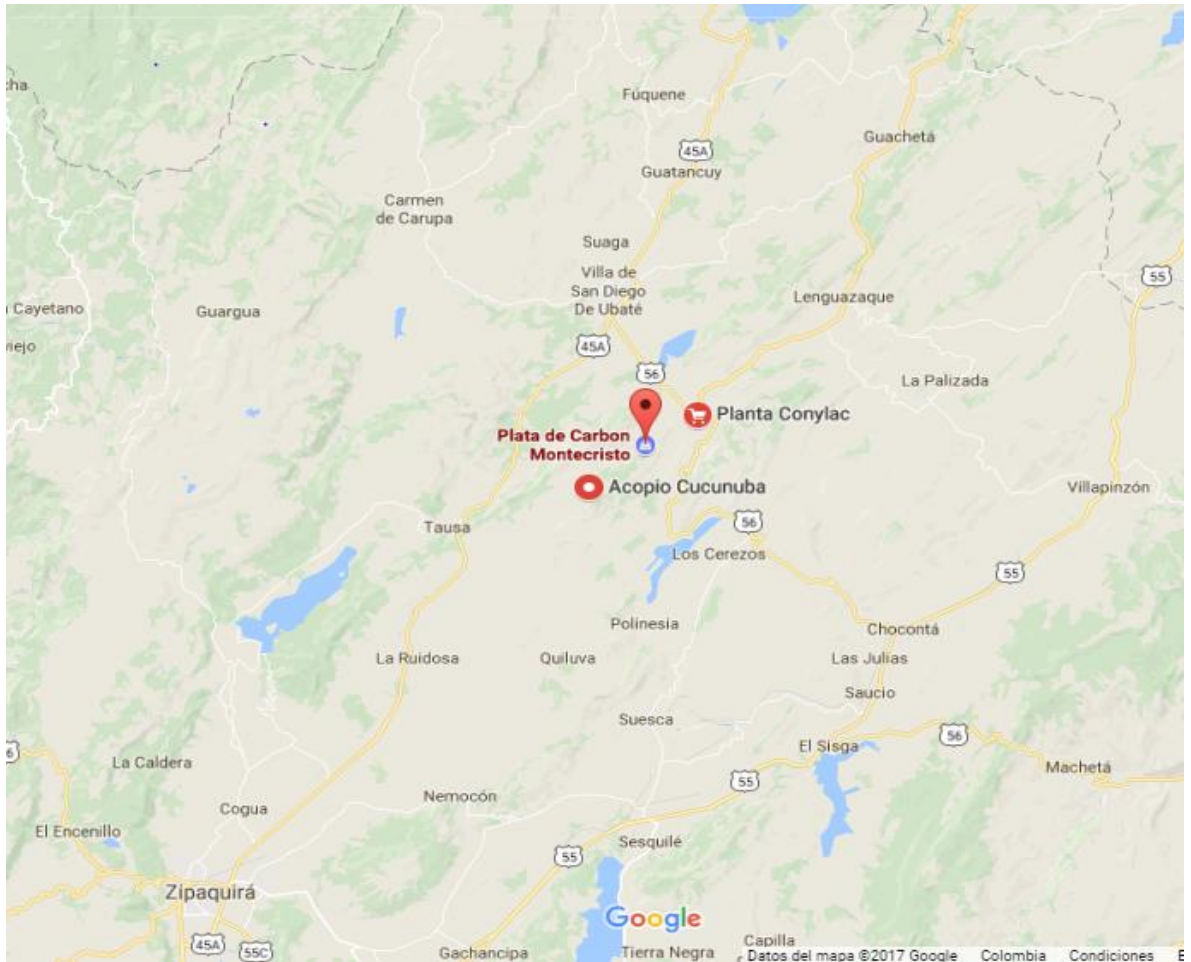 Fúquene
cha
Guachetá
45A
Guatancuy
Carmen
de Carupa
Suaga
55
Villa de
San Diego
De Ubaté
Lenguazaque
Cayetano
Guargua
45A
iejo
56
La Palizada
Planta Conylac
Plata de Carbon
Montecristo
Acopio Cucunuba
Villapinzón
Tausa
56
Los Cerezos
55
Polinesia
Chocontá
La Ruidosa
Quiluva
Las Julias
Saucio
Suesca
56
El Sisga
6
La Caldera
Machetá
55
Nemocón
Cogua
El Encenillo
Sesquilé
55
Zipaquirá
Google
45A
55C
Gachancipa
Tierra Negra
Capilla
Datos del mapa ©2017 Google Colombia Condiciones